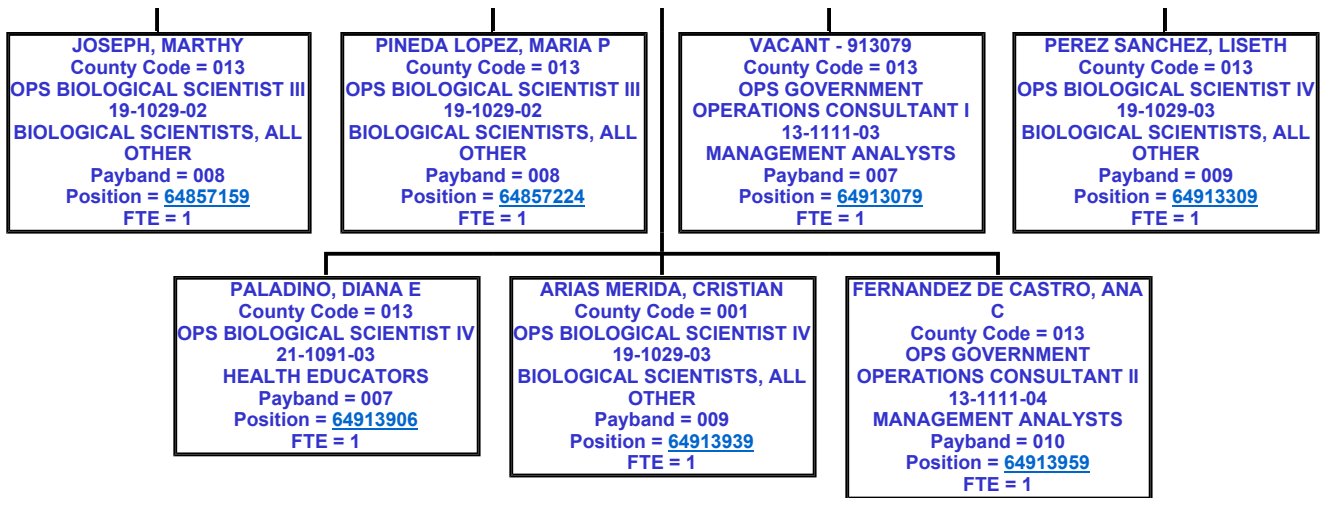 JOSEPH, MARTHY
County Code = 013
OPS BIOLOGICAL SCIENTIST III
19-1029-02
BIOLOGICAL SCIENTISTS, ALL
OTHER
Payband = 008
Position = 64857159
FTE = 1
PINEDA LOPEZ, MARIA P
County Code = 013
OPS BIOLOGICAL SCIENTIST III
19-1029-02
BIOLOGICAL SCIENTISTS, ALL
OTHER
Payband = 008
Position = 64857224
FTE = 1
VACANT - 913079
County Code = 013
OPS GOVERNMENT
OPERATIONS CONSULTANT I
13-1111-03
MANAGEMENT ANALYSTS
Payband = 007
Position = 64913079
FTE = 1
PEREZ SANCHEZ, LISETH
County Code = 013
OPS BIOLOGICAL SCIENTIST IV
19-1029-03
BIOLOGICAL SCIENTISTS, ALL
OTHER
Payband = 009
Position = 64913309
FTE = 1
PALADINO, DIANA E
County Code = 013
OPS BIOLOGICAL SCIENTIST IV
21-1091-03
HEALTH EDUCATORS
Payband = 007
Position = 64913906
FTE = 1
ARIAS MERIDA, CRISTIAN
County Code = 001
OPS BIOLOGICAL SCIENTIST IV
19-1029-03
BIOLOGICAL SCIENTISTS, ALL
OTHER
Payband = 009
Position = 64913939
FTE = 1
FERNANDEZ DE CASTRO, ANA
C
County Code = 013
OPS GOVERNMENT
OPERATIONS CONSULTANT II
13-1111-04
MANAGEMENT ANALYSTS
Payband = 010
Position = 64913959
FTE = 1